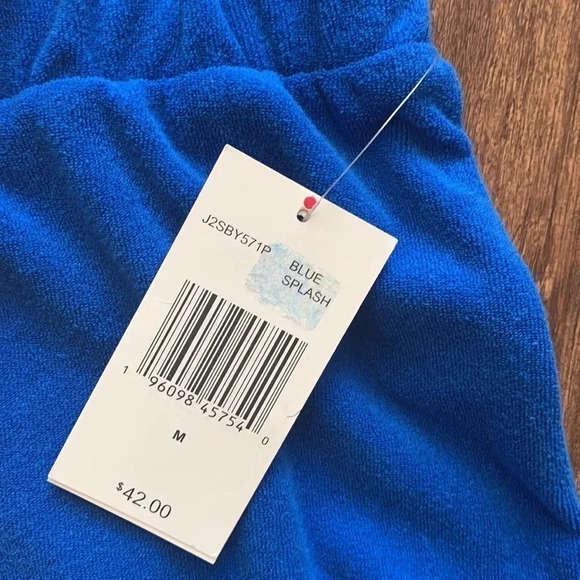 J2SBY571P
BLUE
SPLASH
1 96098 45754 0
M
$42.00